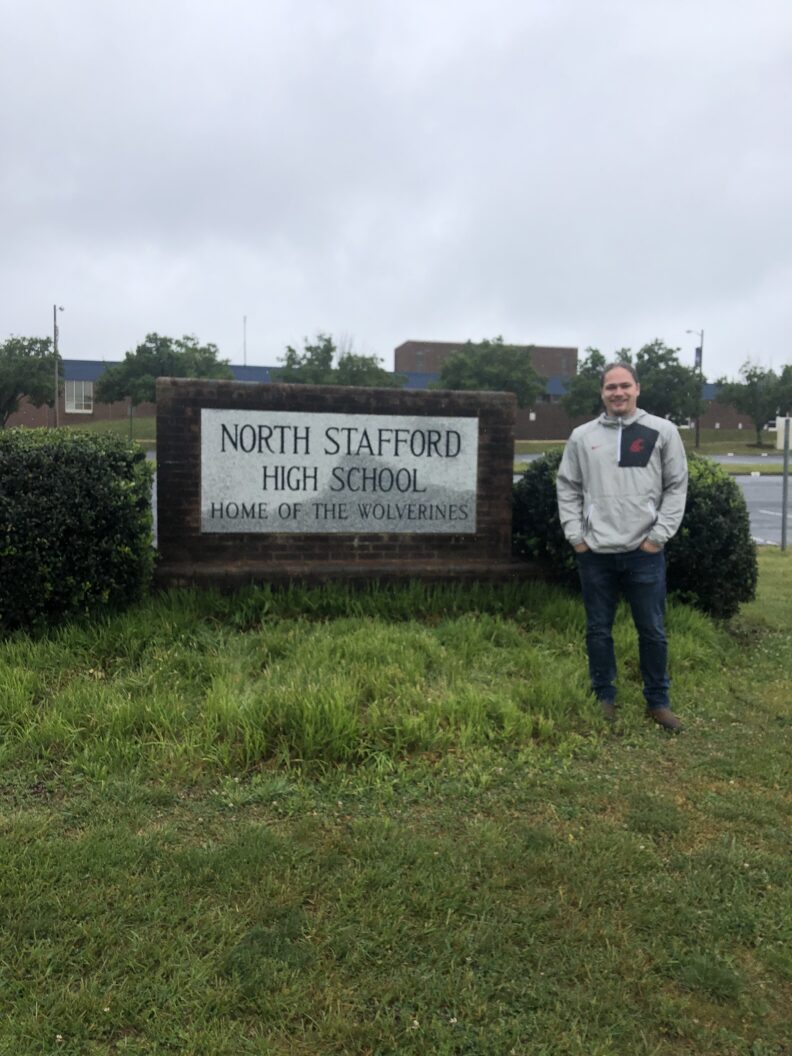 NORTH STAFFORD
HIGH SCHOOL
HOME OF THE WOLVERINES